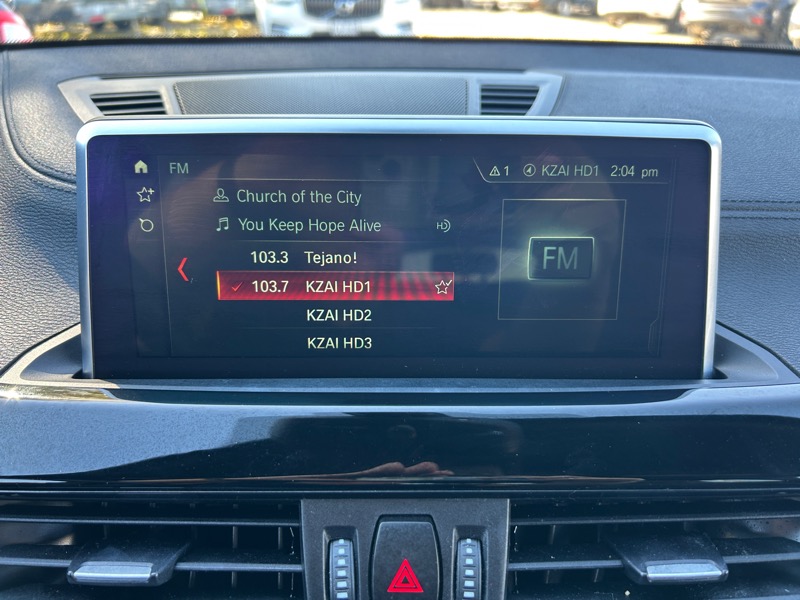 FM
1 KZAI HD1 2:04 pm
Church of the City
You Keep Hope Alive HD
103.3 Tejano!
103.7 KZAI HD1
KZAI HD2
KZAI HD3
FM